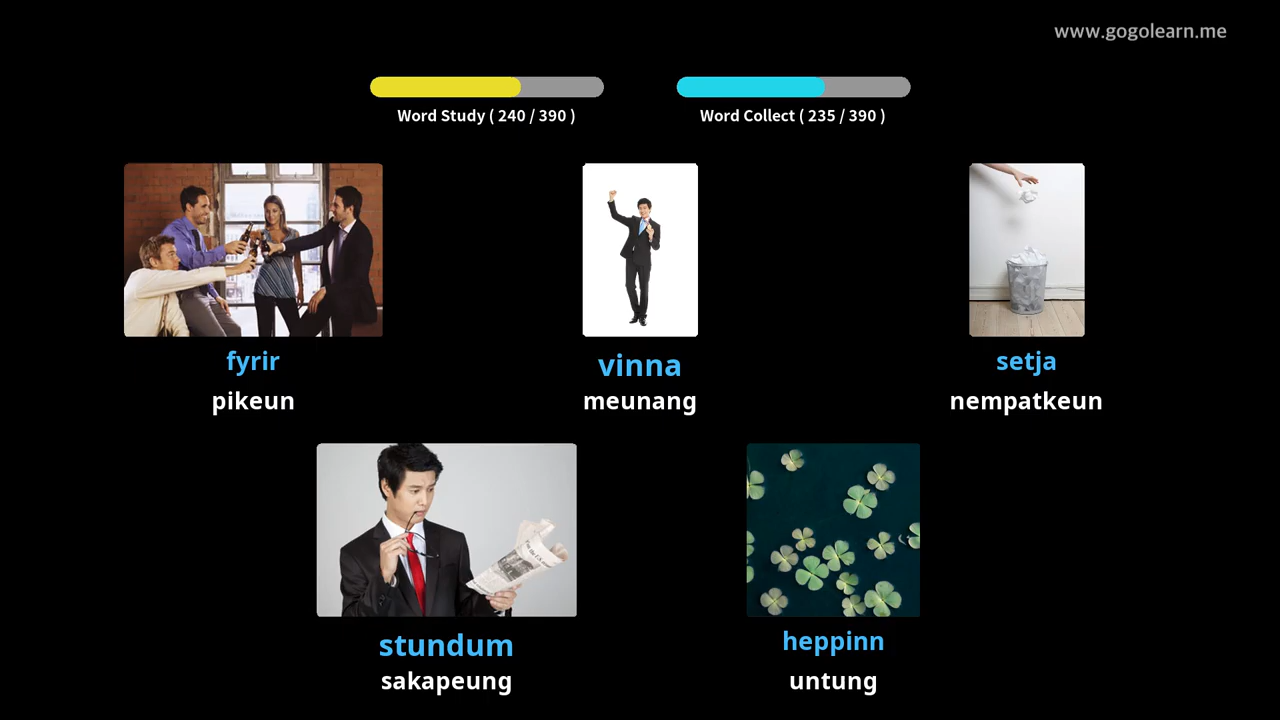 www.gogolearn.me
Word Study ( 240 / 390 )
Word Collect ( 235 / 390 )
fyrir
pikeun
vinna
meunang
setja
nempatkeun
stundum
sakapeung
heppinn
untung